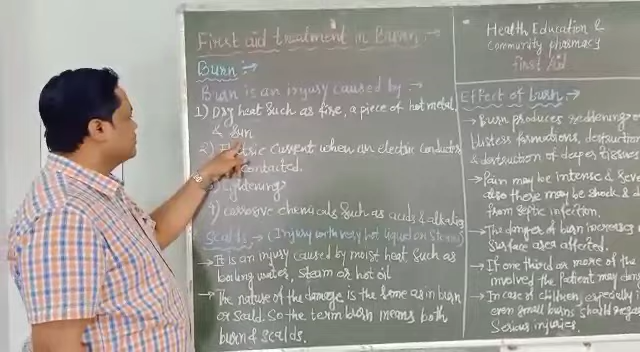 First aid treatment in Burn :→
Burn :→
Burn is an injury caused by →
1) Dry heat such as fire, a piece of hot metal,
& Sun
2) Electric current when an electric conductor
contacted.
Lightening
4) corrosive chemicals such as acids & alkalies
Scalds → (Injury with very hot liquid or steam)
→ It is an injury caused by moist heat such as
boiling water, steam or hot oil
→ The nature of the damage is the same as in burn
or scald. So the term burn means both
burn & scalds.
Health Education &
Community pharmacy
First Aid
Effect of burn :→
→ Burn produces reddening of
blister formations, destruction
& destruction of deeper tissues
→ Pain may be intense & seve
also there may be shock &
from septic infection.
→ The danger of burn increases
surface area affected.
→ If one third or more of the
involved the Patient may
→ In case of children, especially
even small burns should rega
Serious injuries.